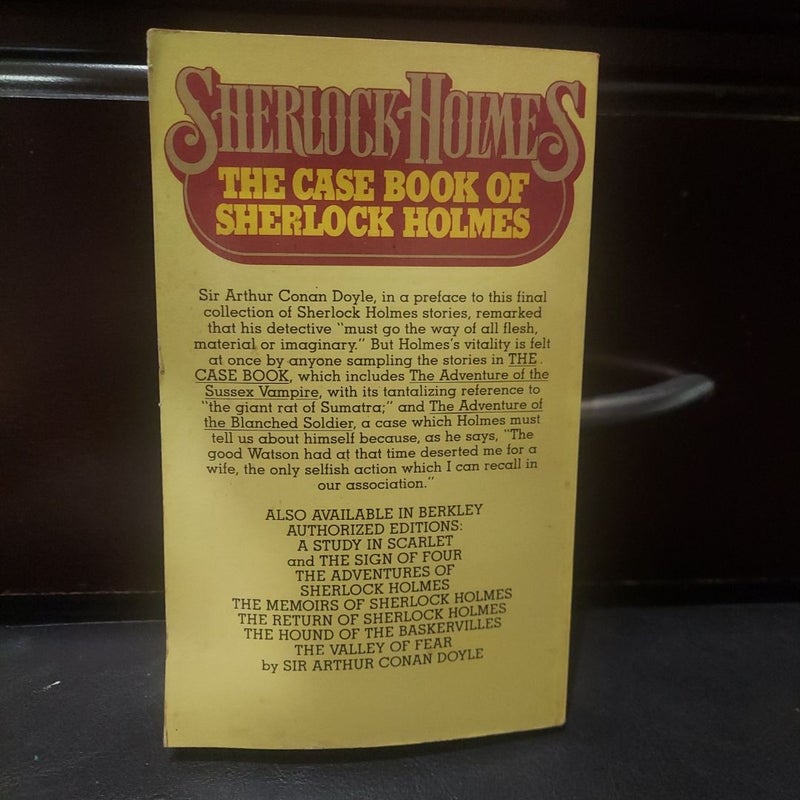 SHERLOCK HOLMES
THE CASE BOOK OF
SHERLOCK HOLMES
Sir Arthur Conan Doyle, in a preface to this final
collection of Sherlock Holmes stories, remarked
that his detective "must go the way of all flesh,
material or imaginary." But Holmes's vitality is felt
at once by anyone sampling the stories in THE
CASE BOOK, which includes The Adventure of the
Sussex Vampire, with its tantalizing reference to
"the giant rat of Sumatra;" and The Adventure of
the Blanched Soldier, a case which Holmes must
tell us about himself because, as he says, "The
good Watson had at that time deserted me for a
wife, the only selfish action which I can recall in
our association."
ALSO AVAILABLE IN BERKLEY
AUTHORIZED EDITIONS:
A STUDY IN SCARLET
and THE SIGN OF FOUR
THE ADVENTURES OF
SHERLOCK HOLMES
THE MEMOIRS OF SHERLOCK HOLMES
THE RETURN OF SHERLOCK HOLMES
THE HOUND OF THE BASKERVILLES
THE VALLEY OF FEAR
by SIR ARTHUR CONAN DOYLE